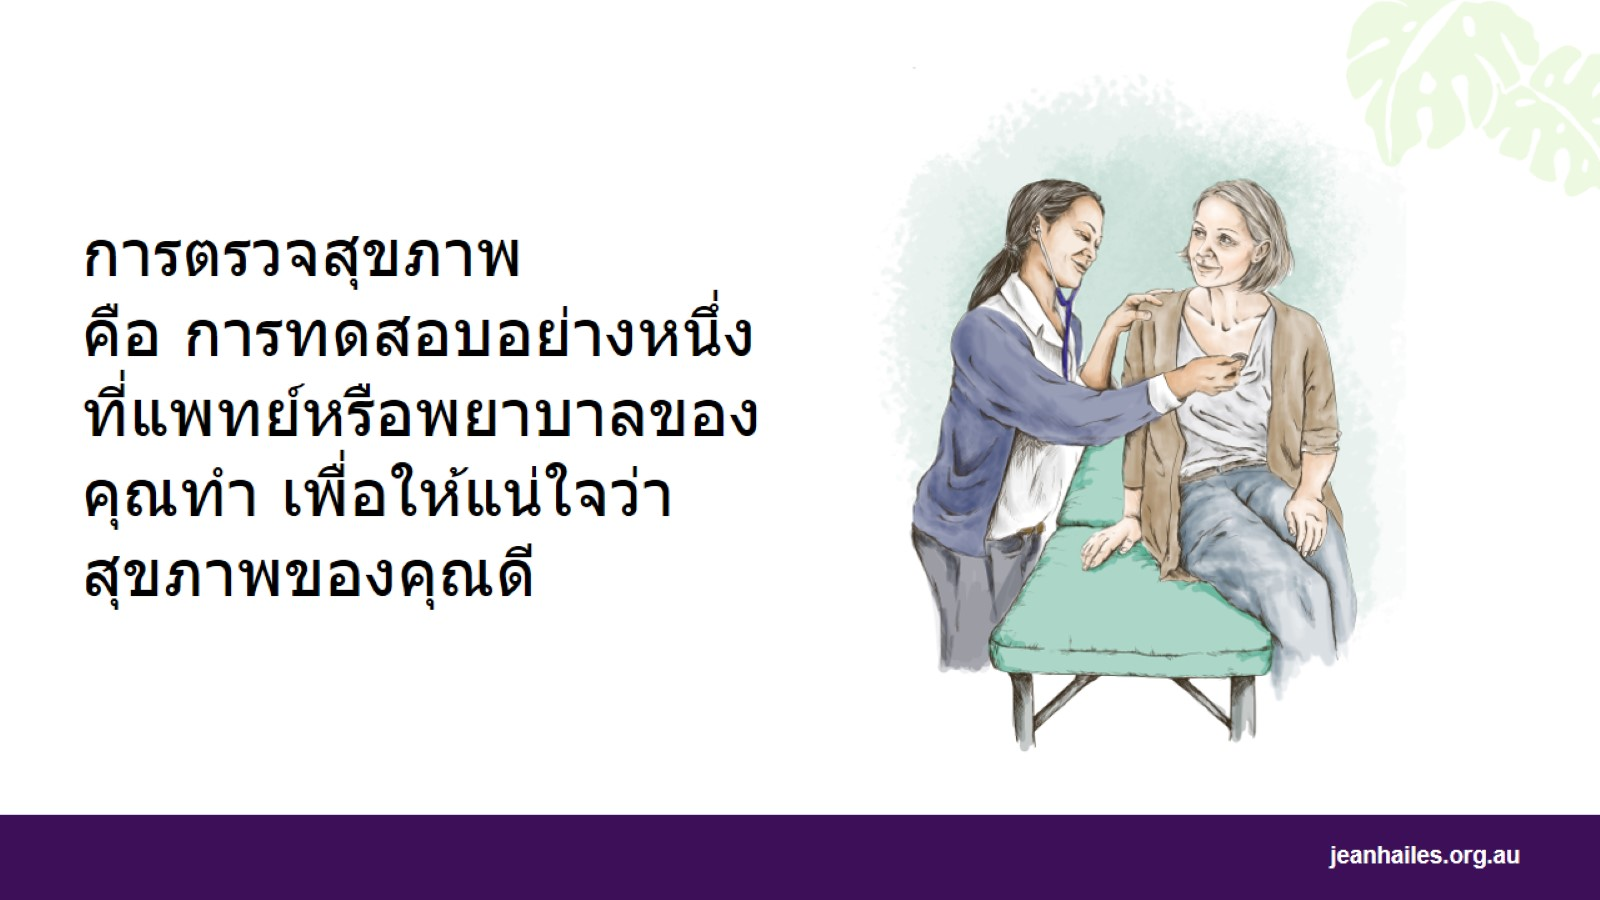 การตรวจสุขภาพ
คือ การทดสอบอย่างหนึ่ง
ที่แพทย์หรือพยาบาลของ
คุณทำ เพื่อให้แน่ใจว่า
สุขภาพของคุณดี
jeanhailes.org.au